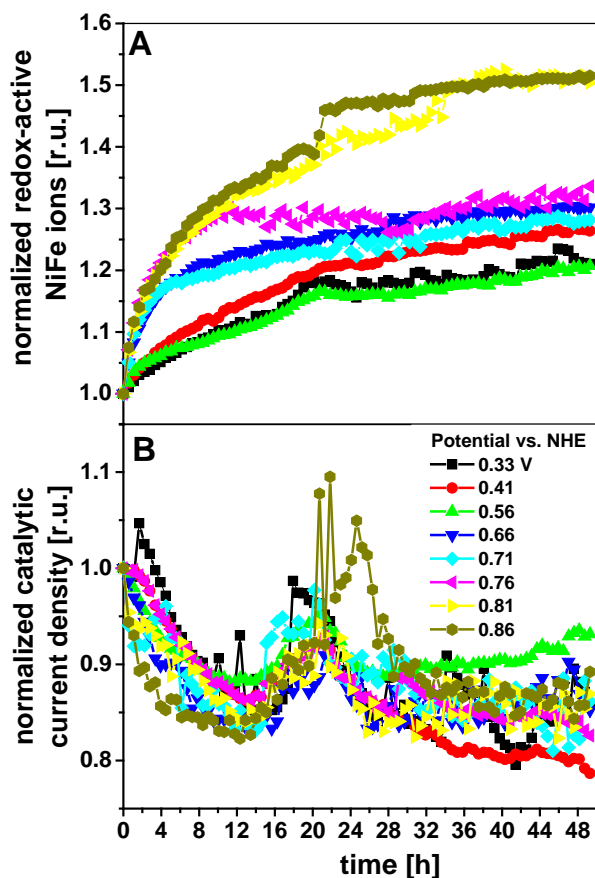 A
1.6
1.5
1.4
1.3
1.2
1.1
1.0
normalized redox-active
NiFe ions [r.u.]
B
Potential vs. NHE
0.33 V
0.41
0.56
0.66
0.71
0.76
0.81
0.86
1.1
1.0
0.9
0.8
normalized catalytic
current density [r.u.]
0 4 8 12 16 20 24 28 32 36 40 44 48
time [h]